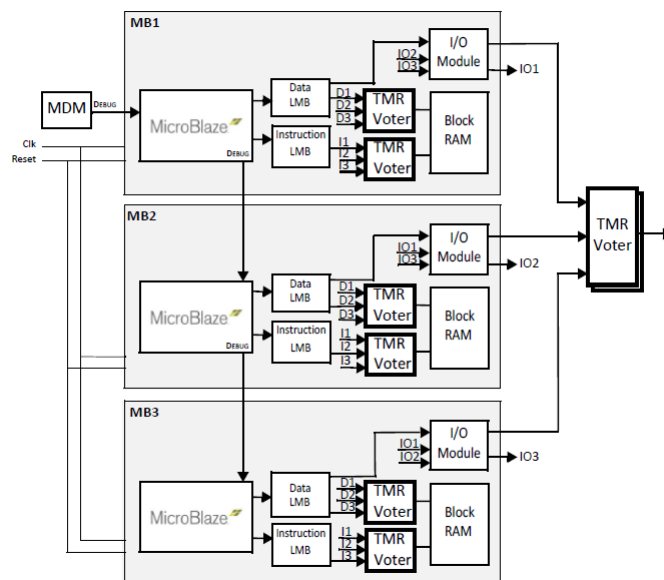 MB1
IO2
IO3
I/O
Module
IO1
Data
LMB
D1
D2
D3
TMR
Voter
Block
RAM
MDM
DEBUG
MicroBlaze
DEBUG
Instruction
LMB
I1
I2
I3
TMR
Voter
Clk
Reset
TMR
Voter
MB2
IO1
IO3
I/O
Module
IO2
Data
LMB
D1
D2
D3
TMR
Voter
Block
RAM
MicroBlaze
DEBUG
Instruction
LMB
I1
I2
I3
TMR
Voter
MB3
IO1
IO2
I/O
Module
IO3
Data
LMB
D1
D2
D3
TMR
Voter
Block
RAM
MicroBlaze
Instruction
LMB
I1
I2
I3
TMR
Voter